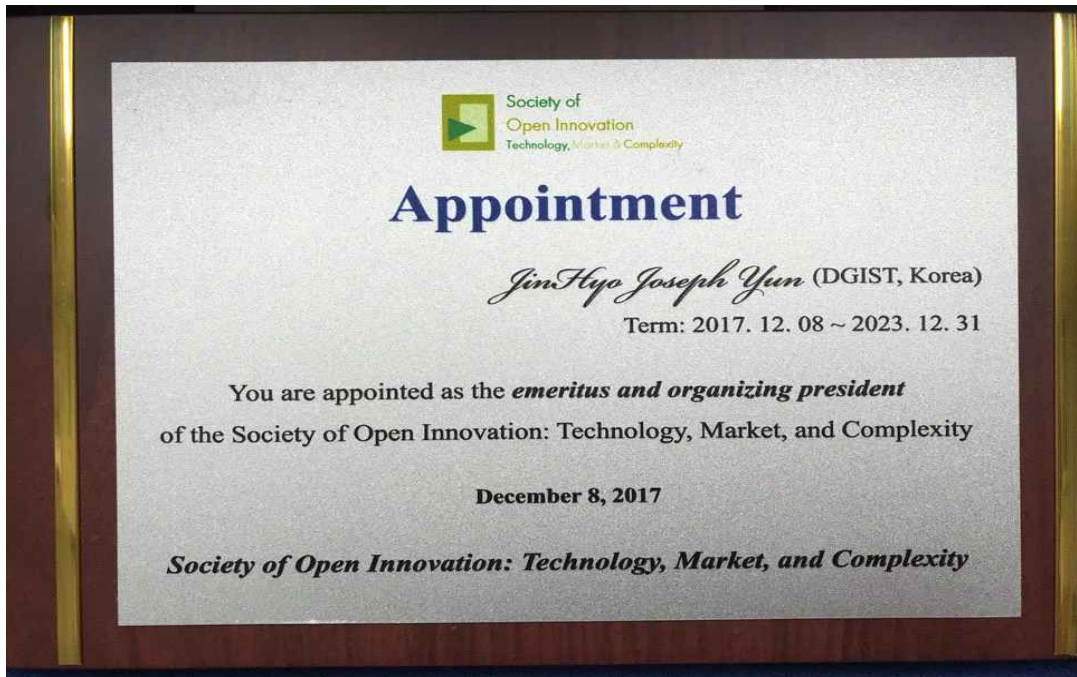 Society of
Open Innovation
Technology, Market & Complexity
Appointment
JinHyo Joseph Yun (DGIST, Korea)
Term: 2017. 12. 08 ~ 2023. 12. 31
You are appointed as the emeritus and organizing president
of the Society of Open Innovation: Technology, Market, and Complexity
December 8, 2017
Society of Open Innovation: Technology, Market, and Complexity